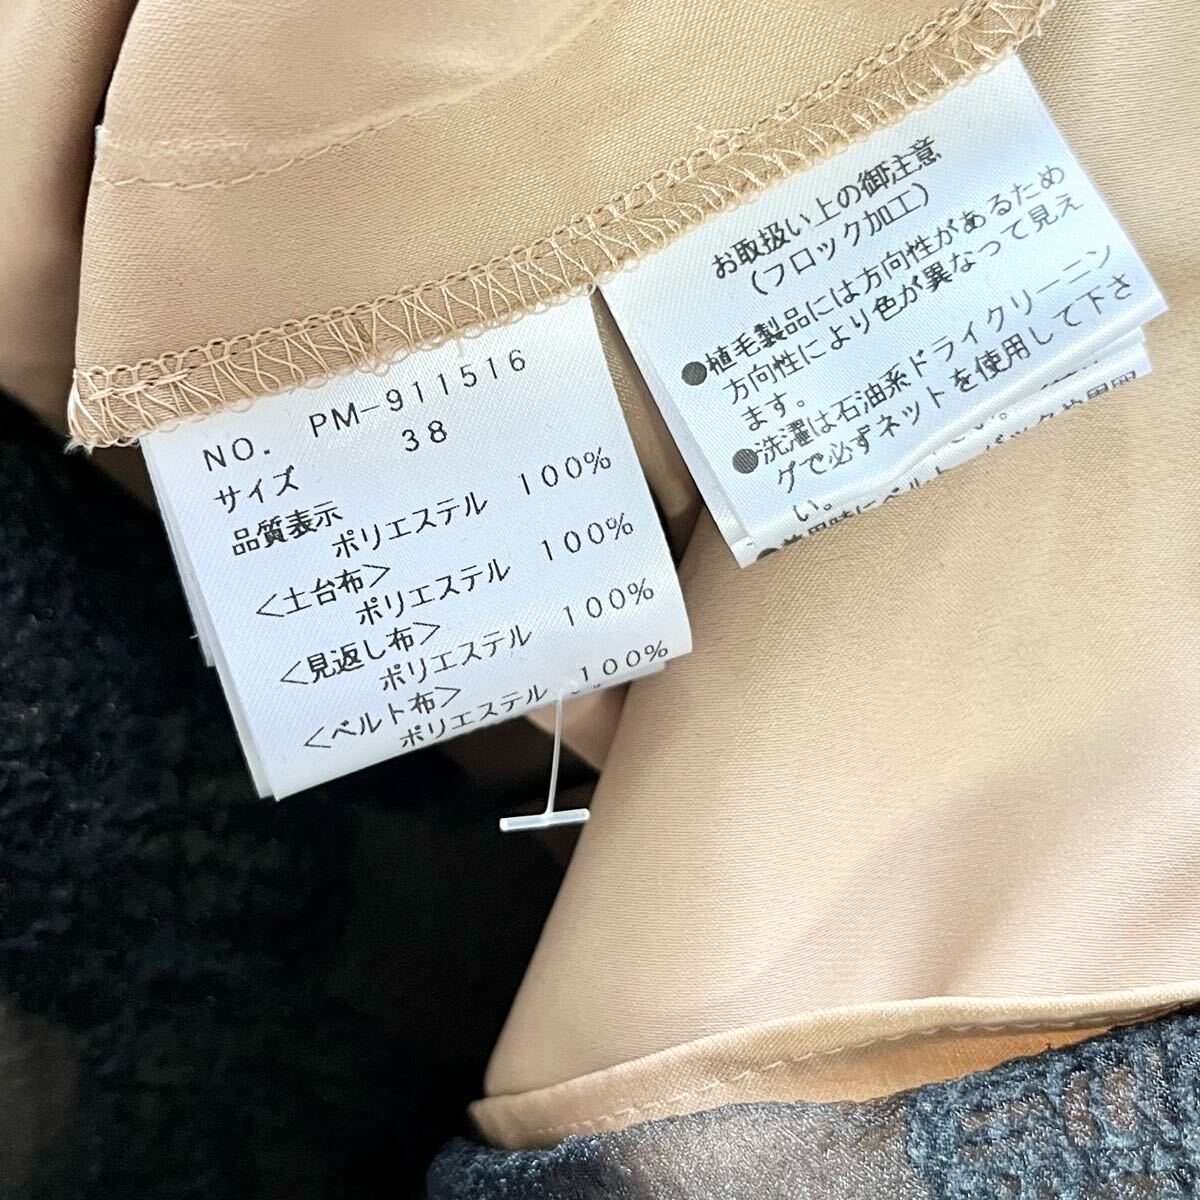 NO. PM-911516
サイズ 38
品質表示
ポリエステル 100%
<土台布>
ポリエステル 100%
<見返し布>
ポリエステル 100%
<ベルト布>
ポリエステル 100%
お取扱い上の御注意
(フロック加工)
●植毛製品には方向性があるため
方向性により色が異なって見え
ます。
●洗濯は石油系ドライクリーニン
グで必ずネットを使用して下さ
い。